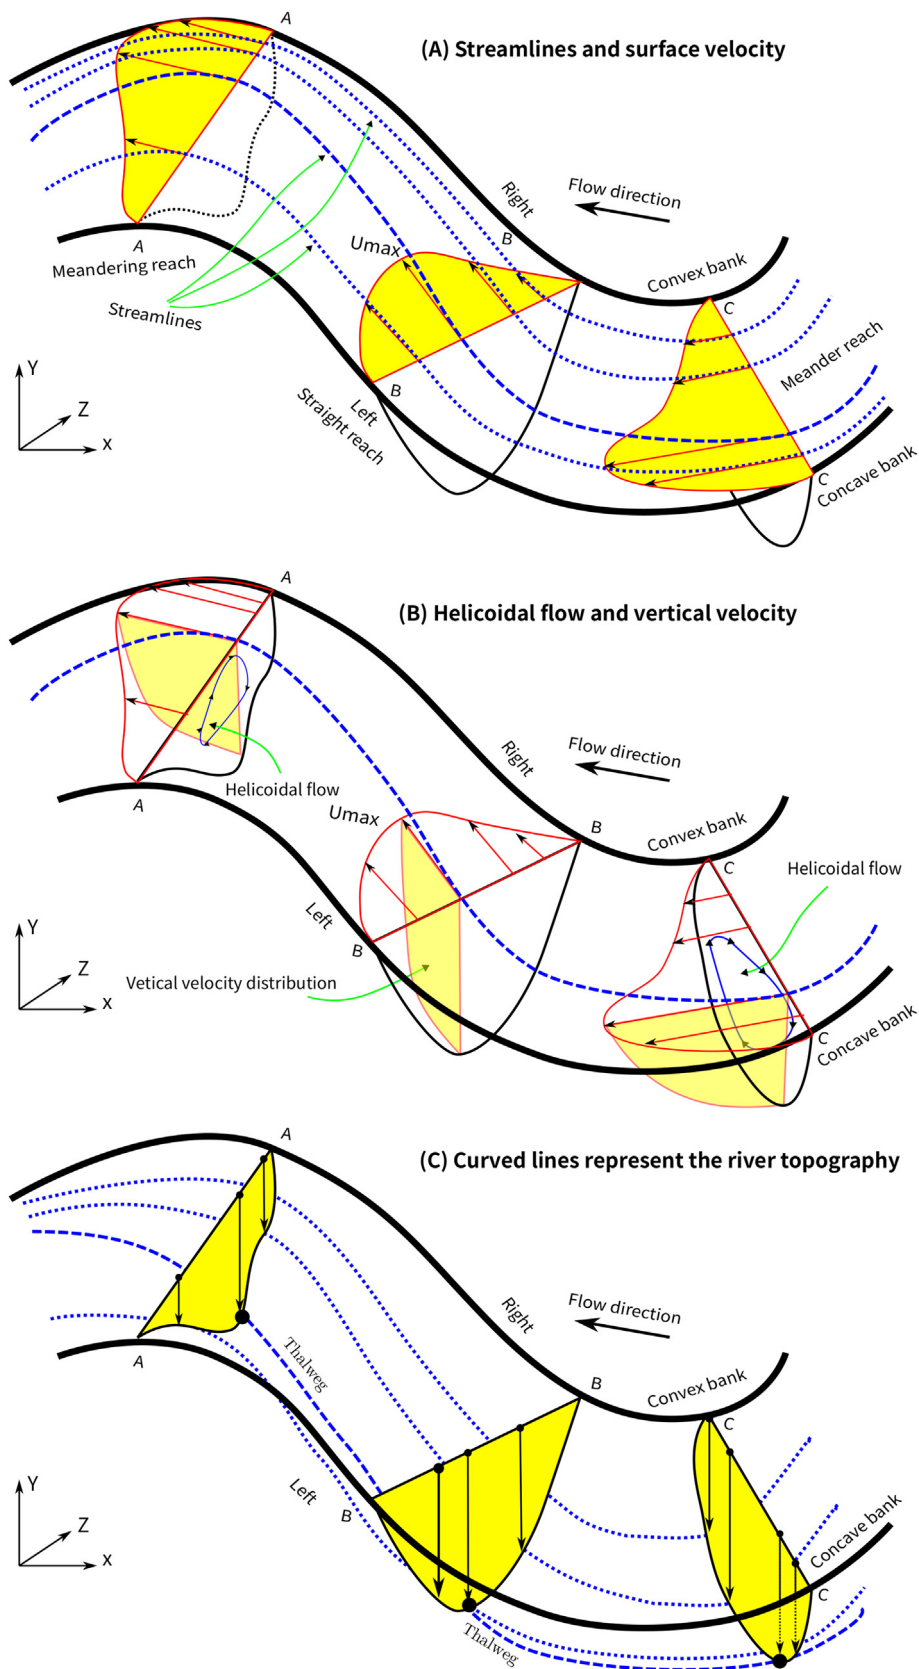 A
(A) Streamlines and surface velocity
Right
Flow direction
B
Umax
A
Meandering reach
Convex bank
C
Streamlines
Meander reach
Y
Z
X
B
Left
Straight reach
C
Concave bank
A
(B) Helicoidal flow and vertical velocity
Right
Flow direction
Helicoidal flow
A
Umax
B
Convex bank
C
Helicoidal flow
Left
Y
Z
X
B
Vetical velocity distribution
C
Concave bank
A
(C) Curved lines represent the river topography
Right
Flow direction
A
Thalweg
B
Convex bank
C
Y
Z
X
Left
B
Concave bank
C
Thalweg